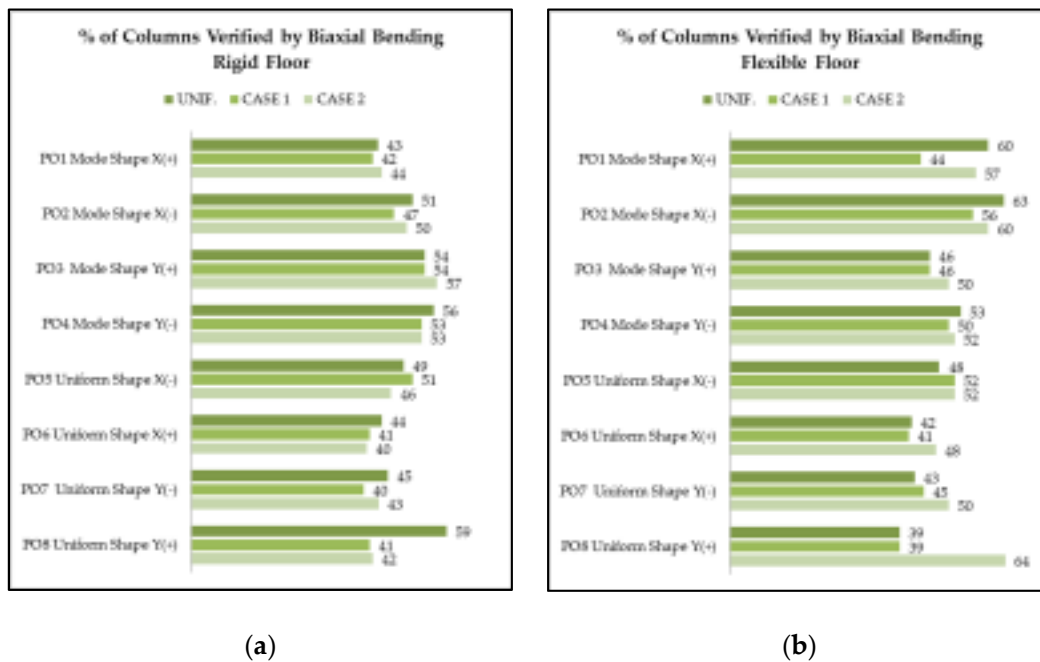 % of Columns Verified by Biaxial Bending
Rigid Floor
UNIF. CASE 1 CASE 2
PO1 Mode Shape X(+)
43
42
44
PO2 Mode Shape X(-)
51
47
50
PO3 Mode Shape Y(+)
54
54
57
PO4 Mode Shape Y(-)
56
53
53
PO5 Uniform Shape X(-)
49
51
46
PO6 Uniform Shape X(+)
44
41
40
PO7 Uniform Shape Y(-)
45
40
43
PO8 Uniform Shape Y(+)
59
41
42
(a)
% of Columns Verified by Biaxial Bending
Flexible Floor
UNIF. CASE 1 CASE 2
PO1 Mode Shape X(+)
60
44
57
PO2 Mode Shape X(-)
63
56
60
PO3 Mode Shape Y(+)
46
46
50
PO4 Mode Shape Y(-)
53
50
52
PO5 Uniform Shape X(-)
48
52
52
PO6 Uniform Shape X(+)
42
41
48
PO7 Uniform Shape Y(-)
43
45
50
PO8 Uniform Shape Y(+)
39
39
64
(b)